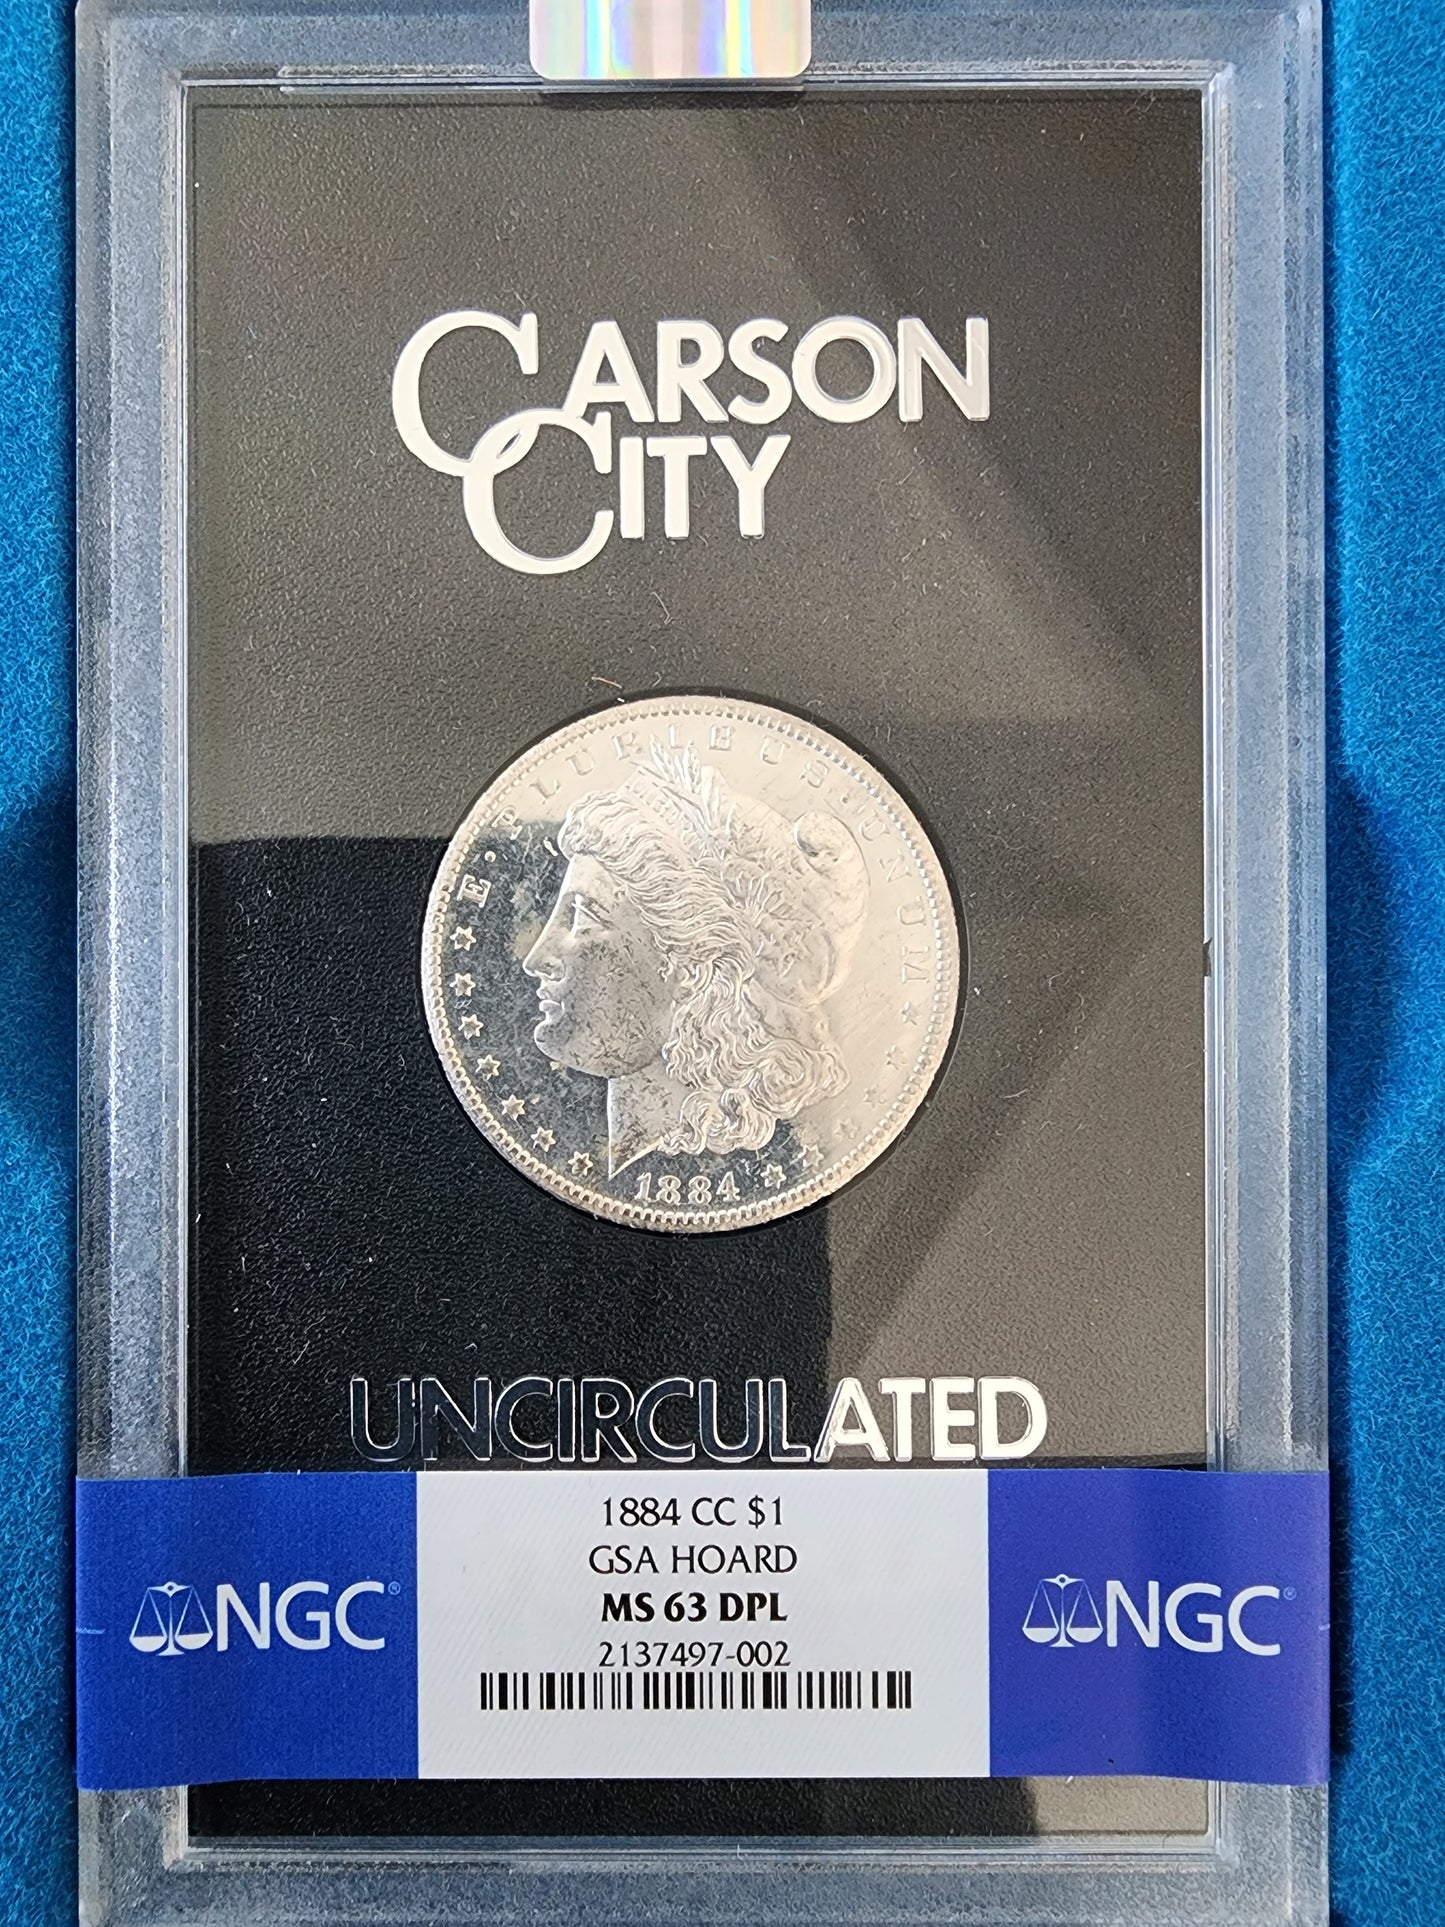 CARSON
CITY
E·PLURIBUS·UNUM
1884
UNCIRCULATED
1884 CC $1
GSA HOARD
MS 63 DPL
2137497-002
NGC®
NGC®